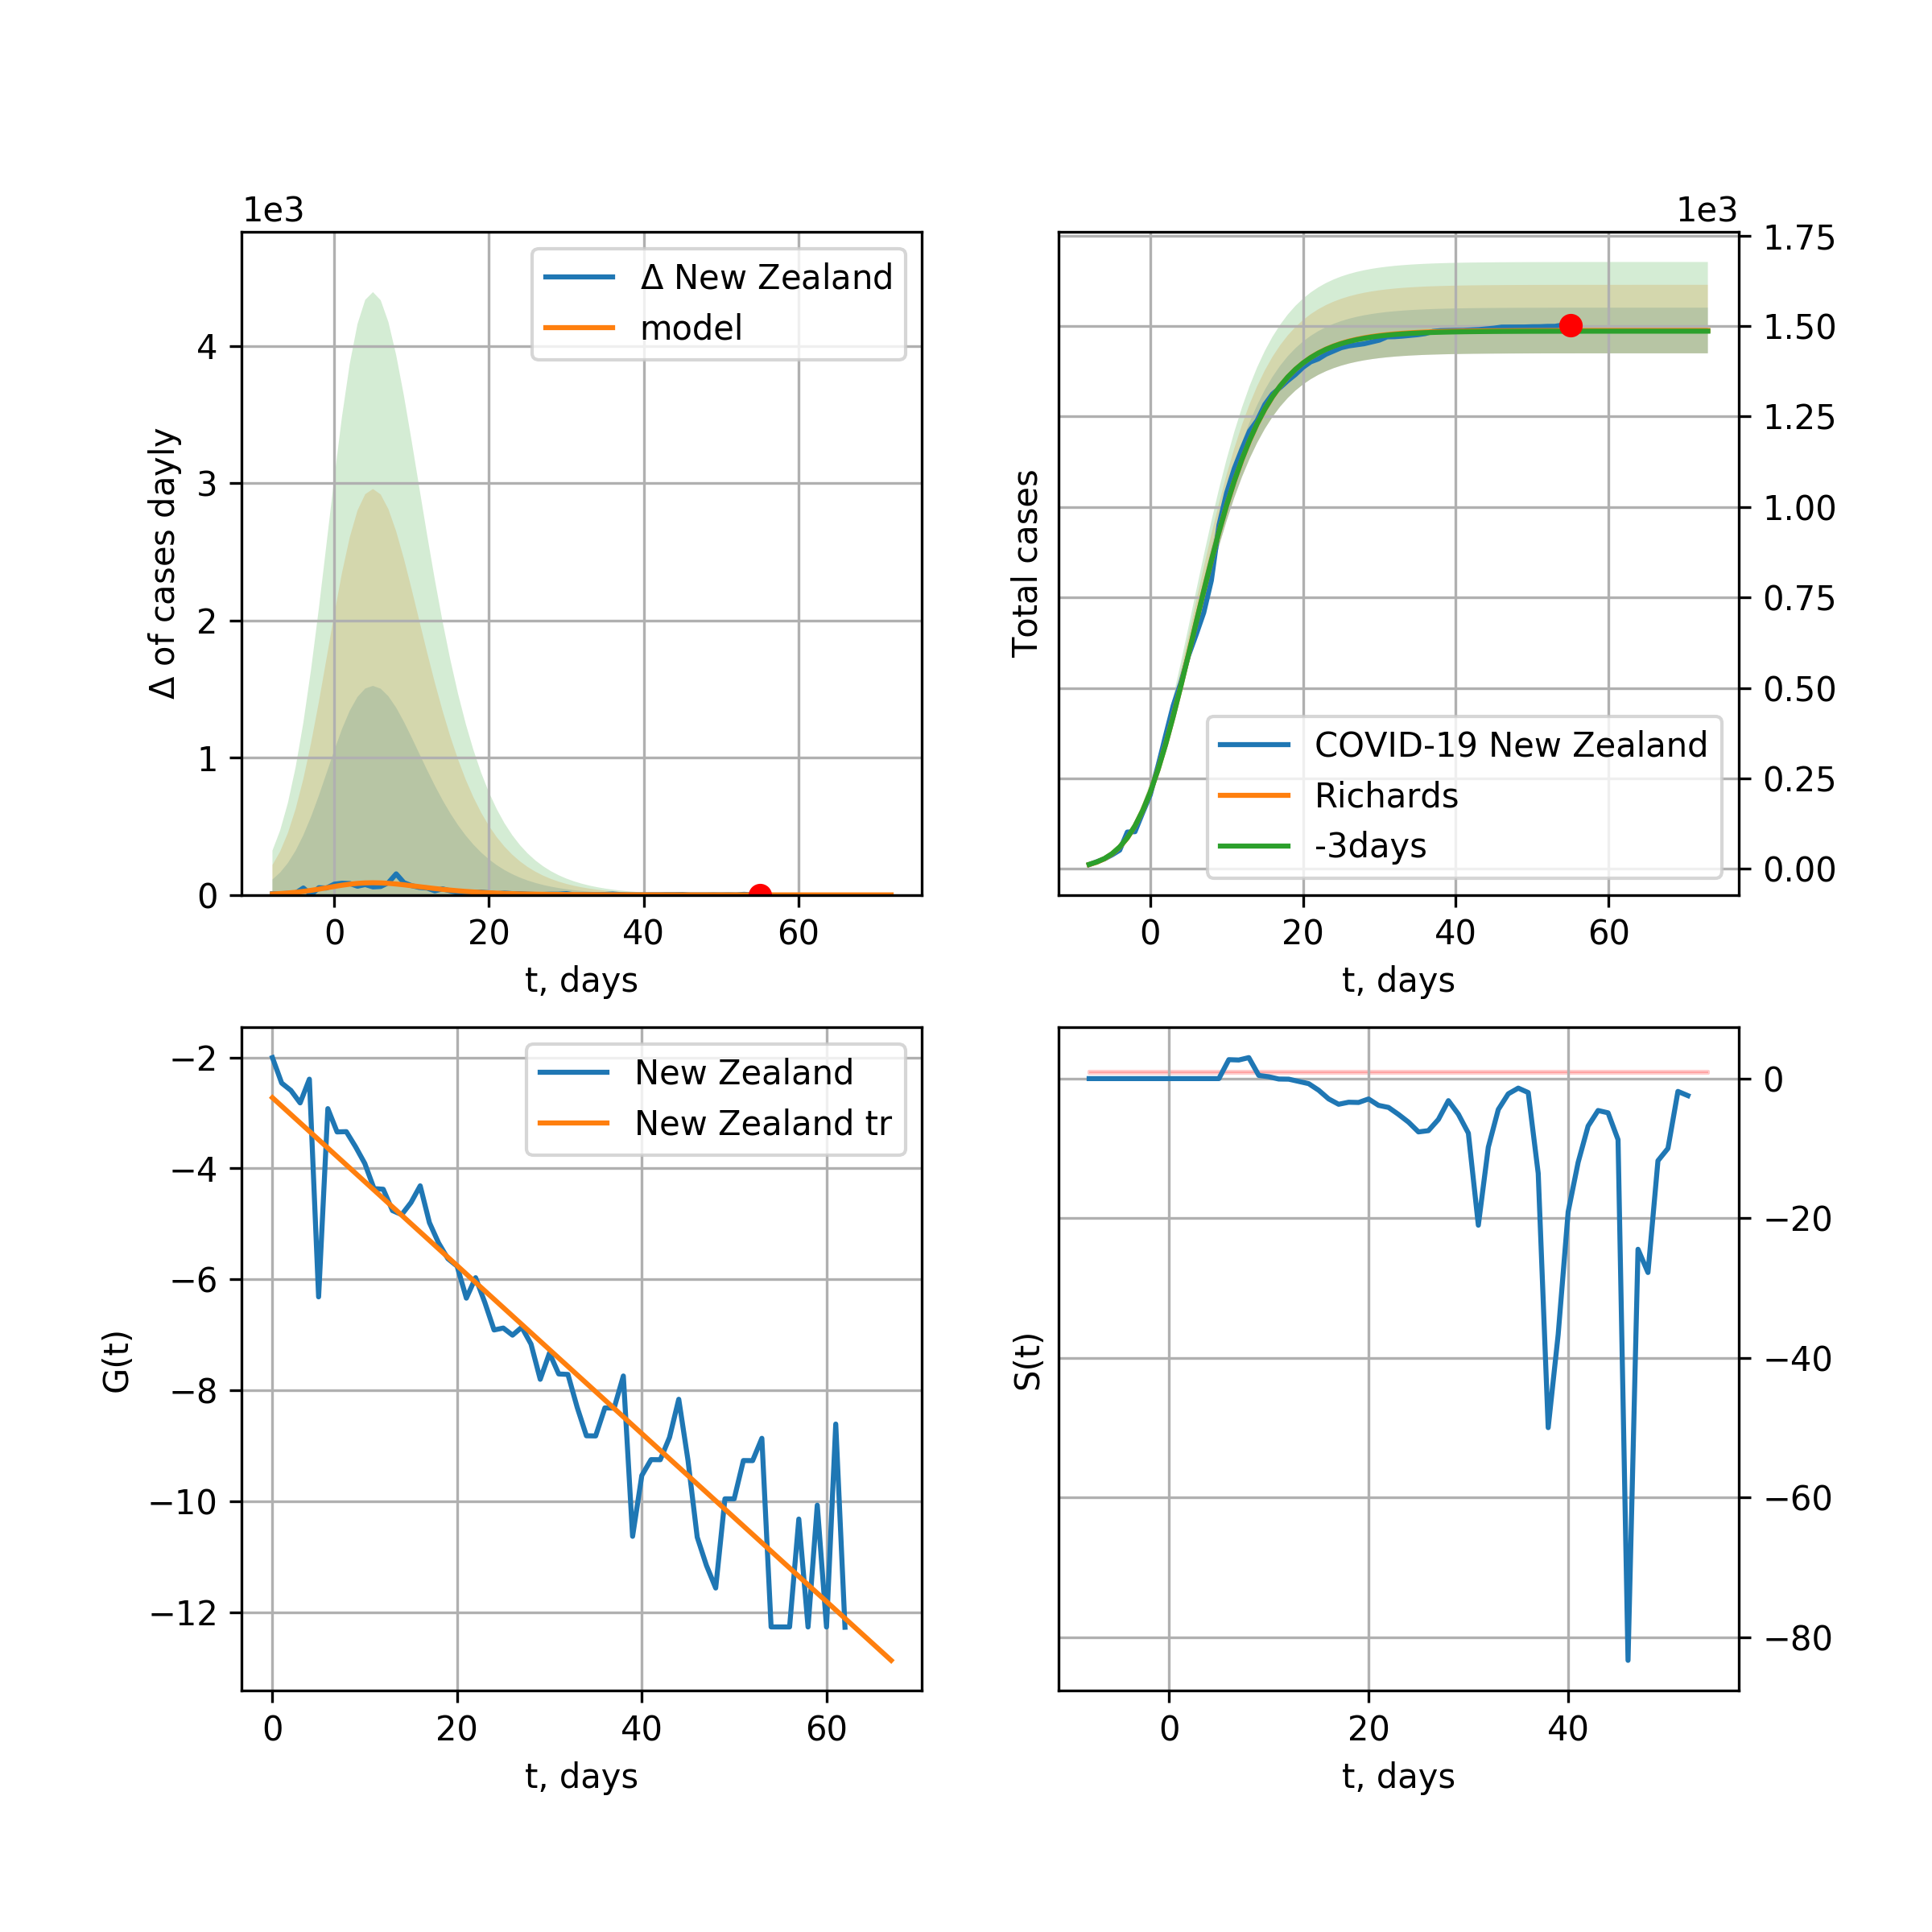 1e3
Δ of cases dayly
4
3
2
1
0
Δ New Zealand
model
0
20
40
60
t, days
1e3
Total cases
1.75
1.50
1.25
1.00
0.75
0.50
0.25
0.00
COVID-19 New Zealand
Richards
-3days
0
20
40
60
t, days
G(t)
−2
−4
−6
−8
−10
−12
New Zealand
New Zealand tr
0
20
40
60
t, days
S(t)
0
−20
−40
−60
−80
0
20
40
t, days